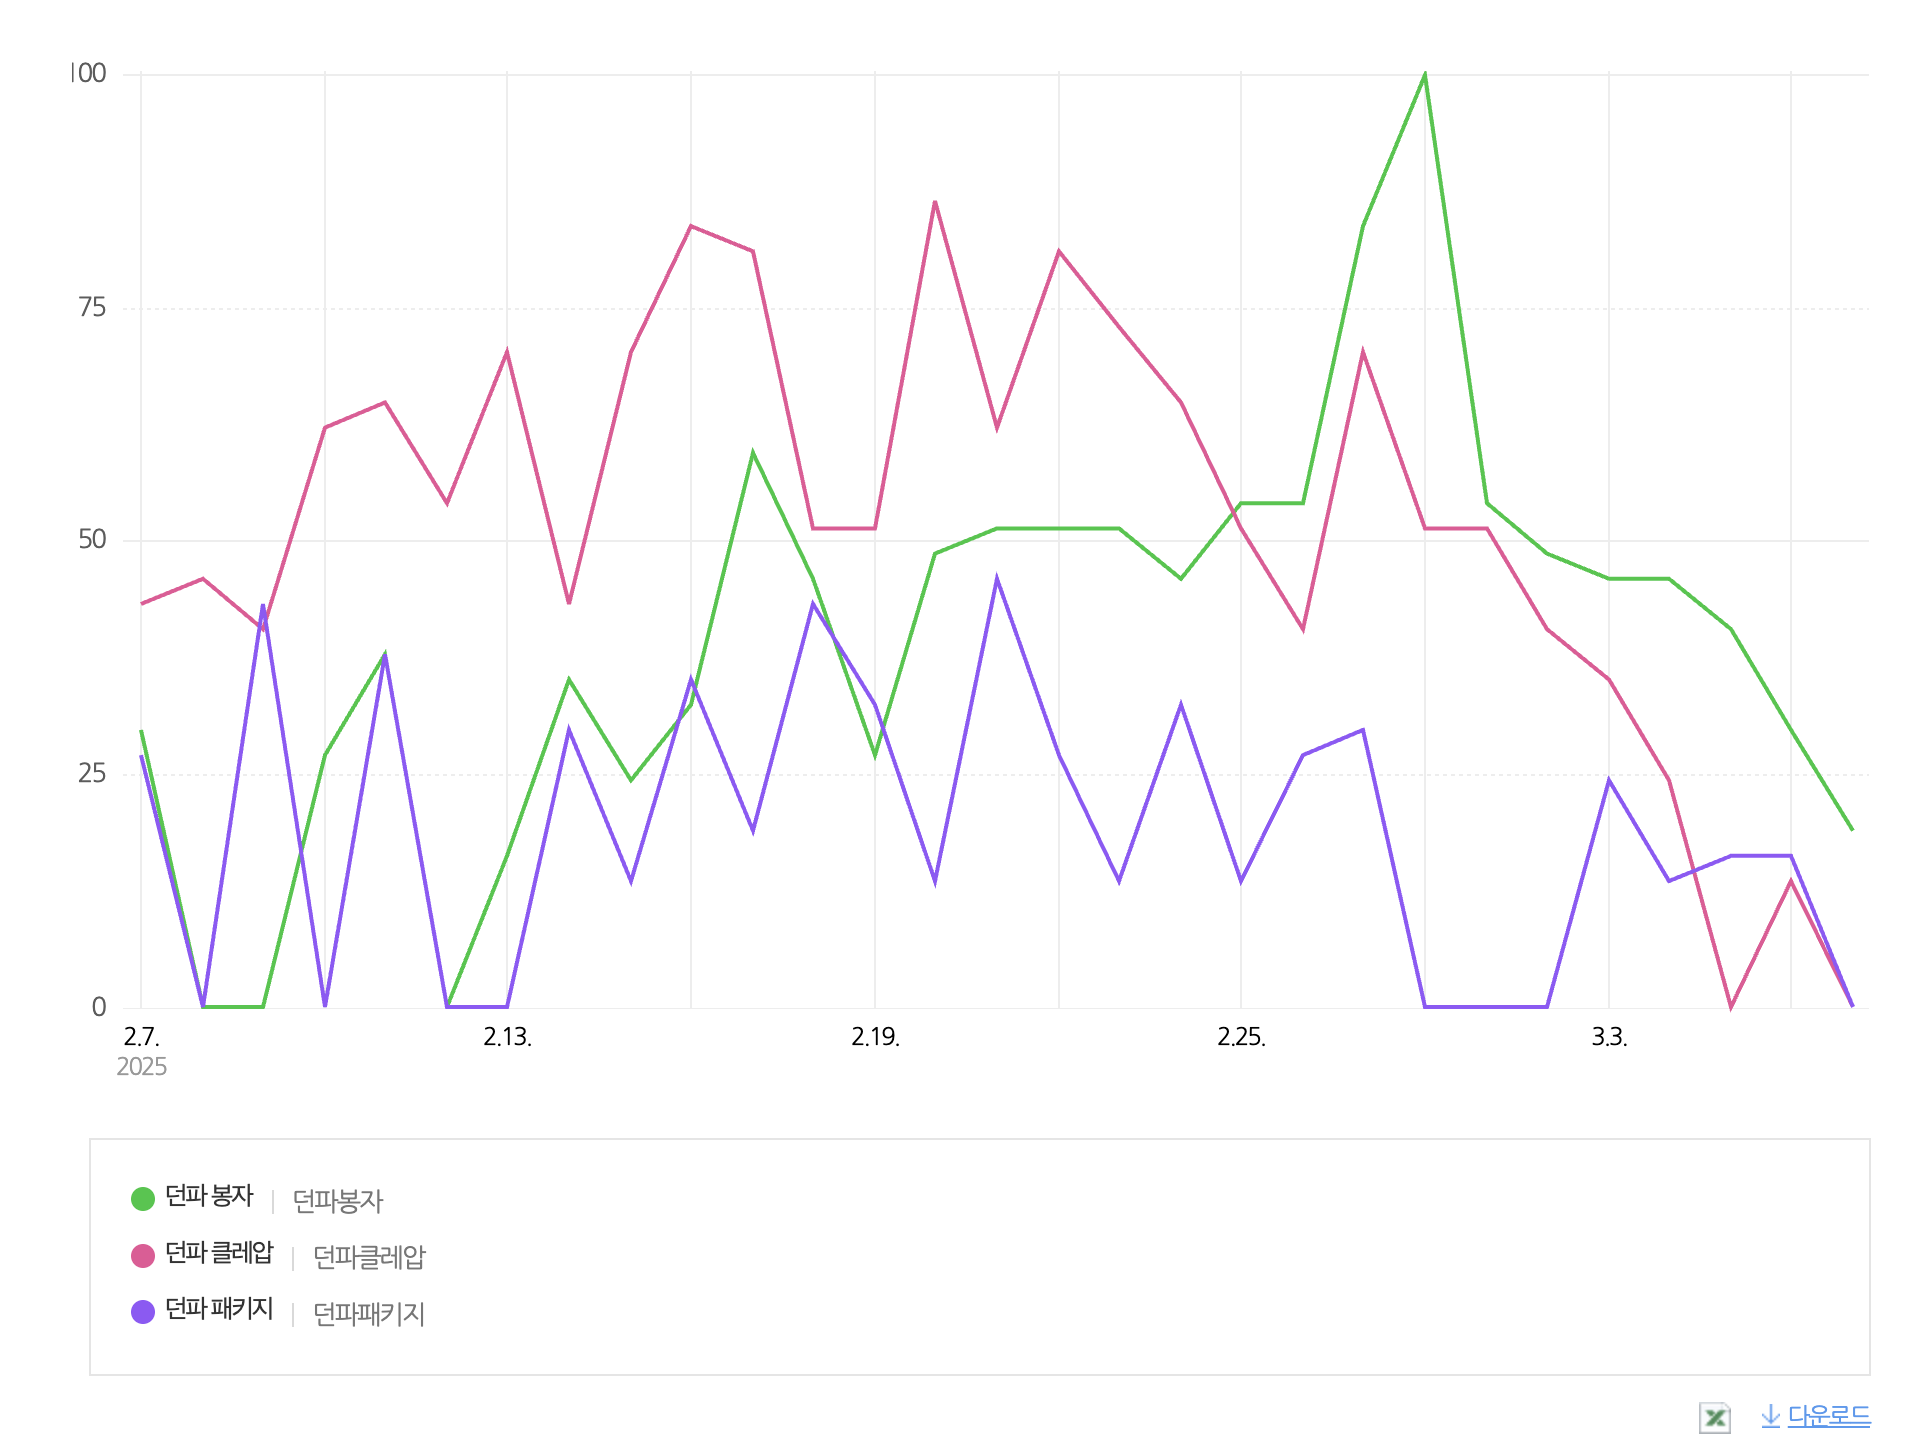 100
75
50
25
0
2.7. 2.13. 2.19. 2.25. 3.3.
2025
던파 봉자 | 던파봉자
던파 클레압 | 던파클레압
던파 패키지 | 던파패키지
다운로드